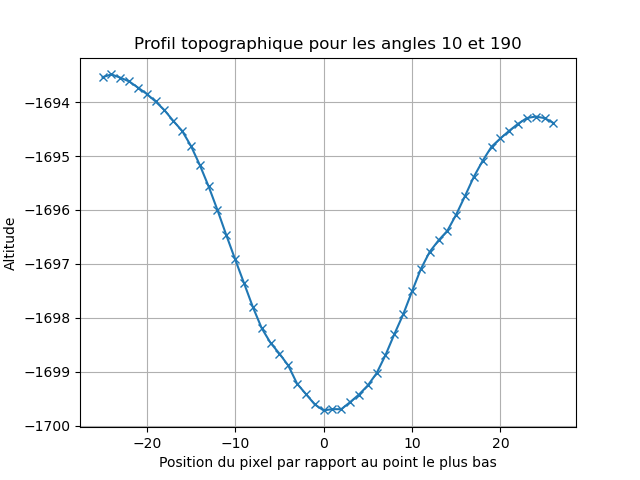 Profil topographique pour les angles 10 et 190
Altitude
−1694
−1695
−1696
−1697
−1698
−1699
−1700
−20 −10 0 10 20
Position du pixel par rapport au point le plus bas